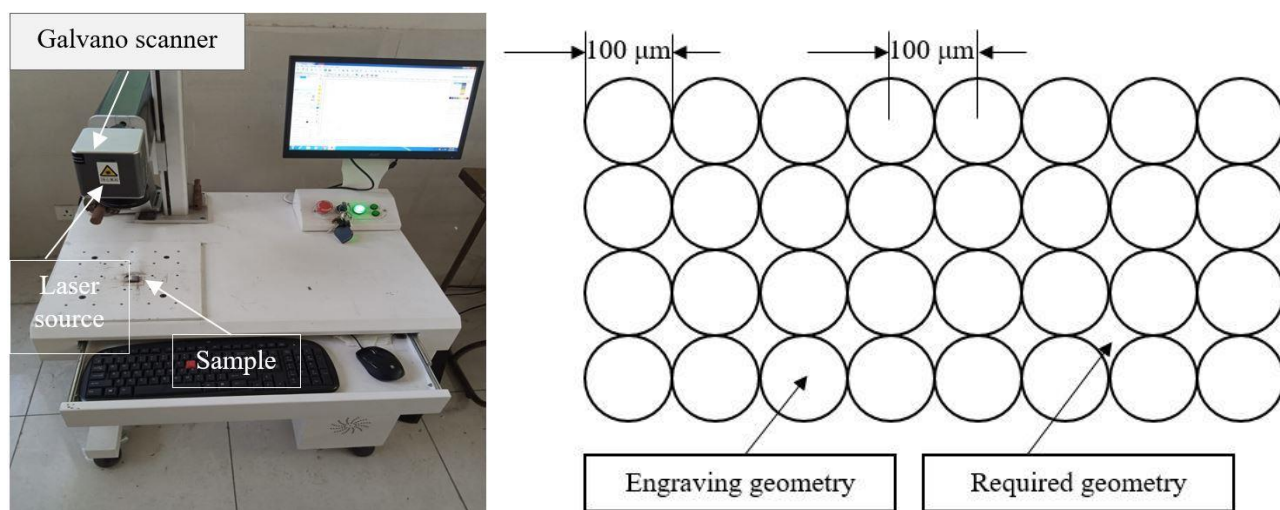 Galvano scanner
Laser
source
Sample
100 μm
100 μm
Engraving geometry
Required geometry